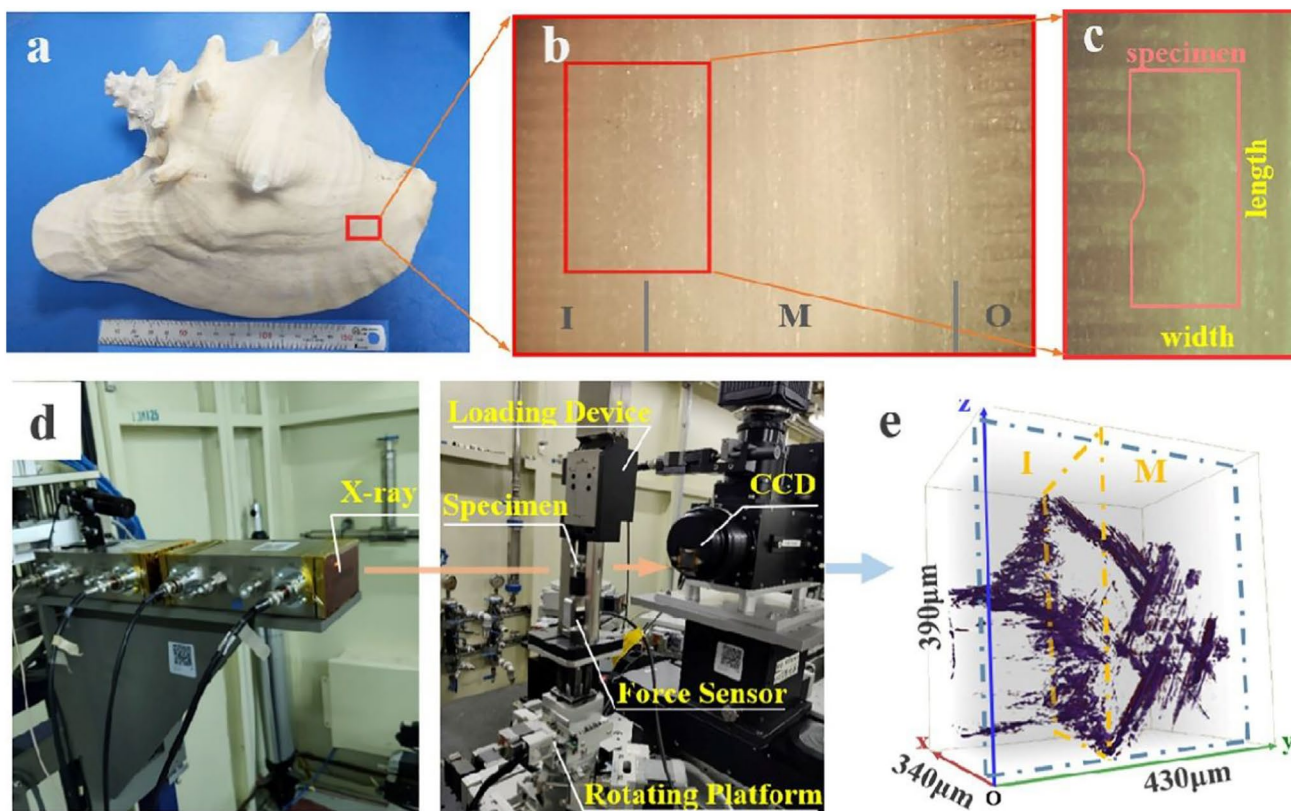 a
b
I
M
O
c
specimen
length
width
d
X-ray
Loading Device
Specimen
CCD
Force Sensor
Rotating Platform
e
z
I
M
390μm
x
340μm
O
430μm
y